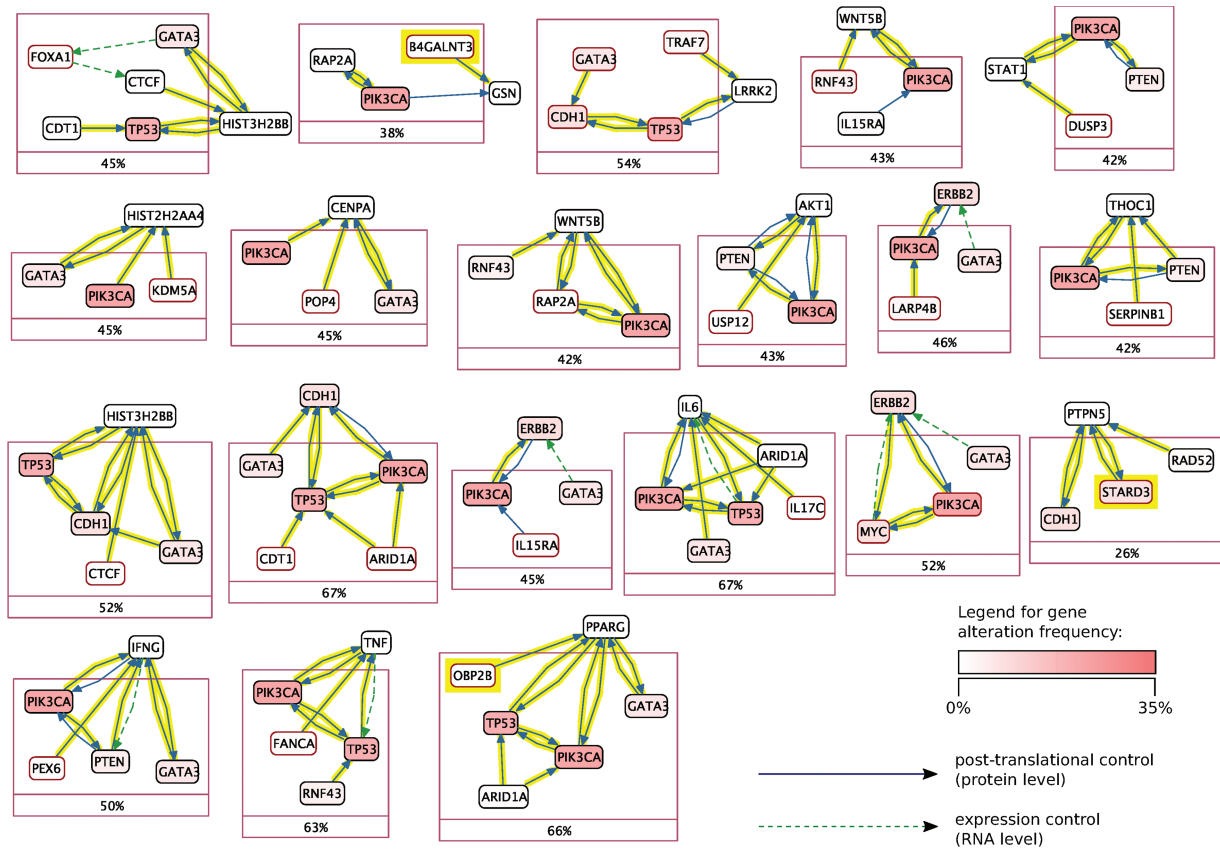 GATA3
FOXA1
CTCF
CDT1
TP53
HIST3H2BB
45%
B4GALNT3
RAP2A
PIK3CA
GSN
38%
TRAF7
GATA3
LRRK2
CDH1
TP53
54%
WNT5B
RNF43
PIK3CA
IL15RA
43%
PIK3CA
STAT1
PTEN
DUSP3
42%
HIST2H2AA4
GATA3
PIK3CA
KDM5A
45%
CENPA
PIK3CA
POP4
GATA3
45%
WNT5B
RNF43
RAP2A
PIK3CA
42%
AKT1
PTEN
USP12
PIK3CA
43%
ERBB2
PIK3CA
GATA3
LARP4B
46%
THOC1
PIK3CA
PTEN
SERPINB1
42%
HIST3H2BB
TP53
CDH1
GATA3
CTCF
52%
CDH1
GATA3
PIK3CA
TP53
CDT1
ARID1A
67%
ERBB2
PIK3CA
GATA3
IL15RA
45%
IL6
ARID1A
PIK3CA
TP53
IL17C
GATA3
67%
ERBB2
GATA3
PIK3CA
MYC
52%
PTPN5
RAD52
STARD3
CDH1
26%
IFNG
PIK3CA
PEX6
PTEN
GATA3
50%
TNF
PIK3CA
FANCA
TP53
RNF43
63%
PPARG
OBP2B
GATA3
TP53
PIK3CA
ARID1A
66%
Legend for gene
alteration frequency:
0%
35%
post-translational control
(protein level)
expression control
(RNA level)